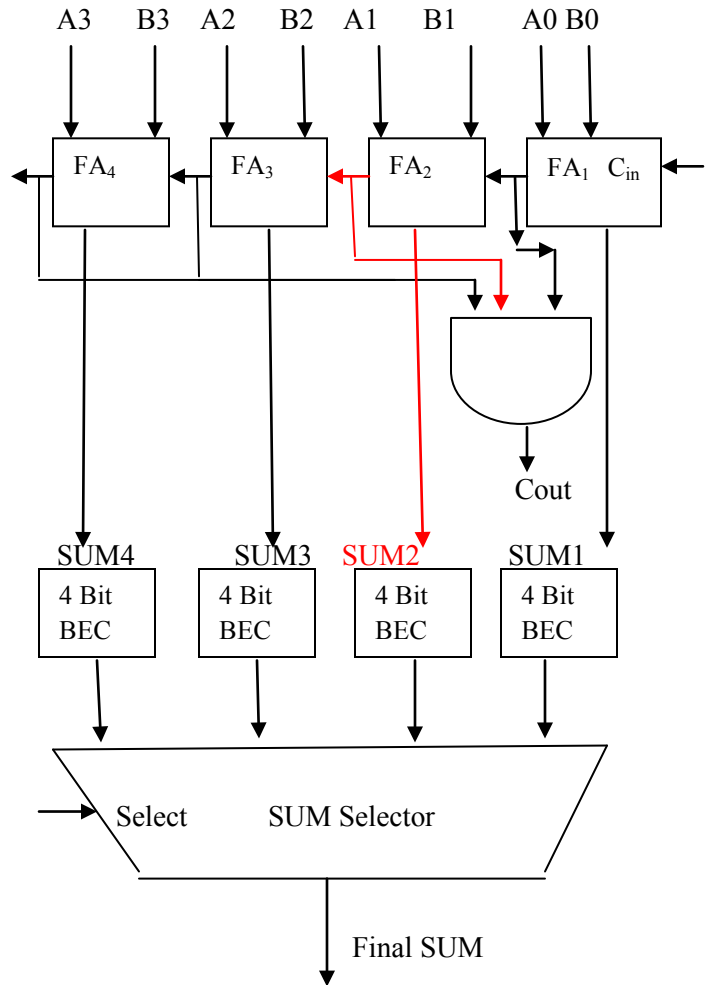 A3 B3 A2 B2 A1 B1 A0 B0
FA₄ FA₃ FA₂ FA₁ Cᵢₙ
Cout
SUM4 SUM3 SUM2 SUM1
4 Bit 4 Bit 4 Bit 4 Bit
BEC BEC BEC BEC
Select SUM Selector
Final SUM